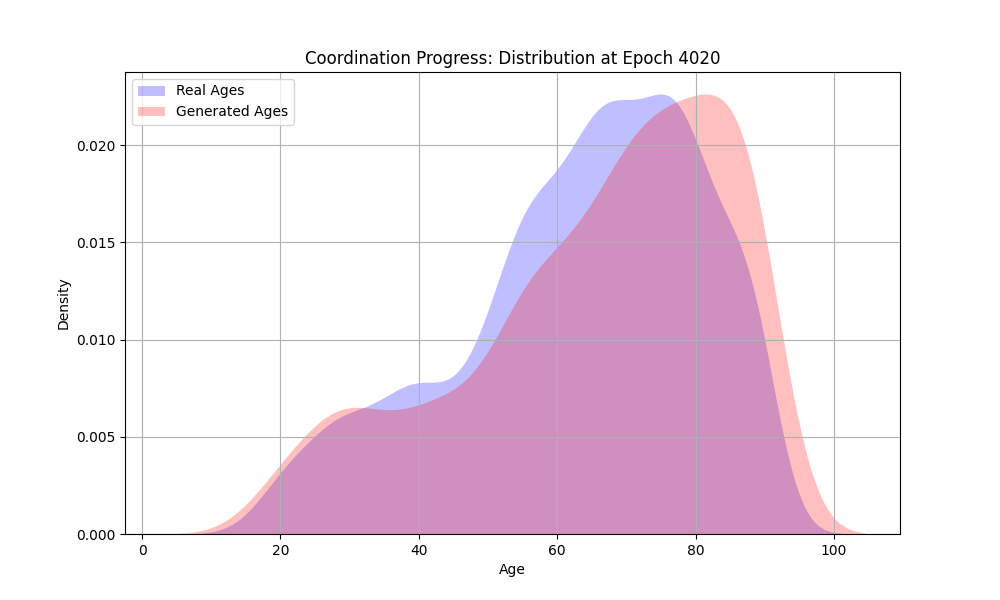 Coordination Progress: Distribution at Epoch 4020
Real Ages
Generated Ages
0.020
0.015
0.010
0.005
0.000
Density
0
20
40
60
80
100
Age